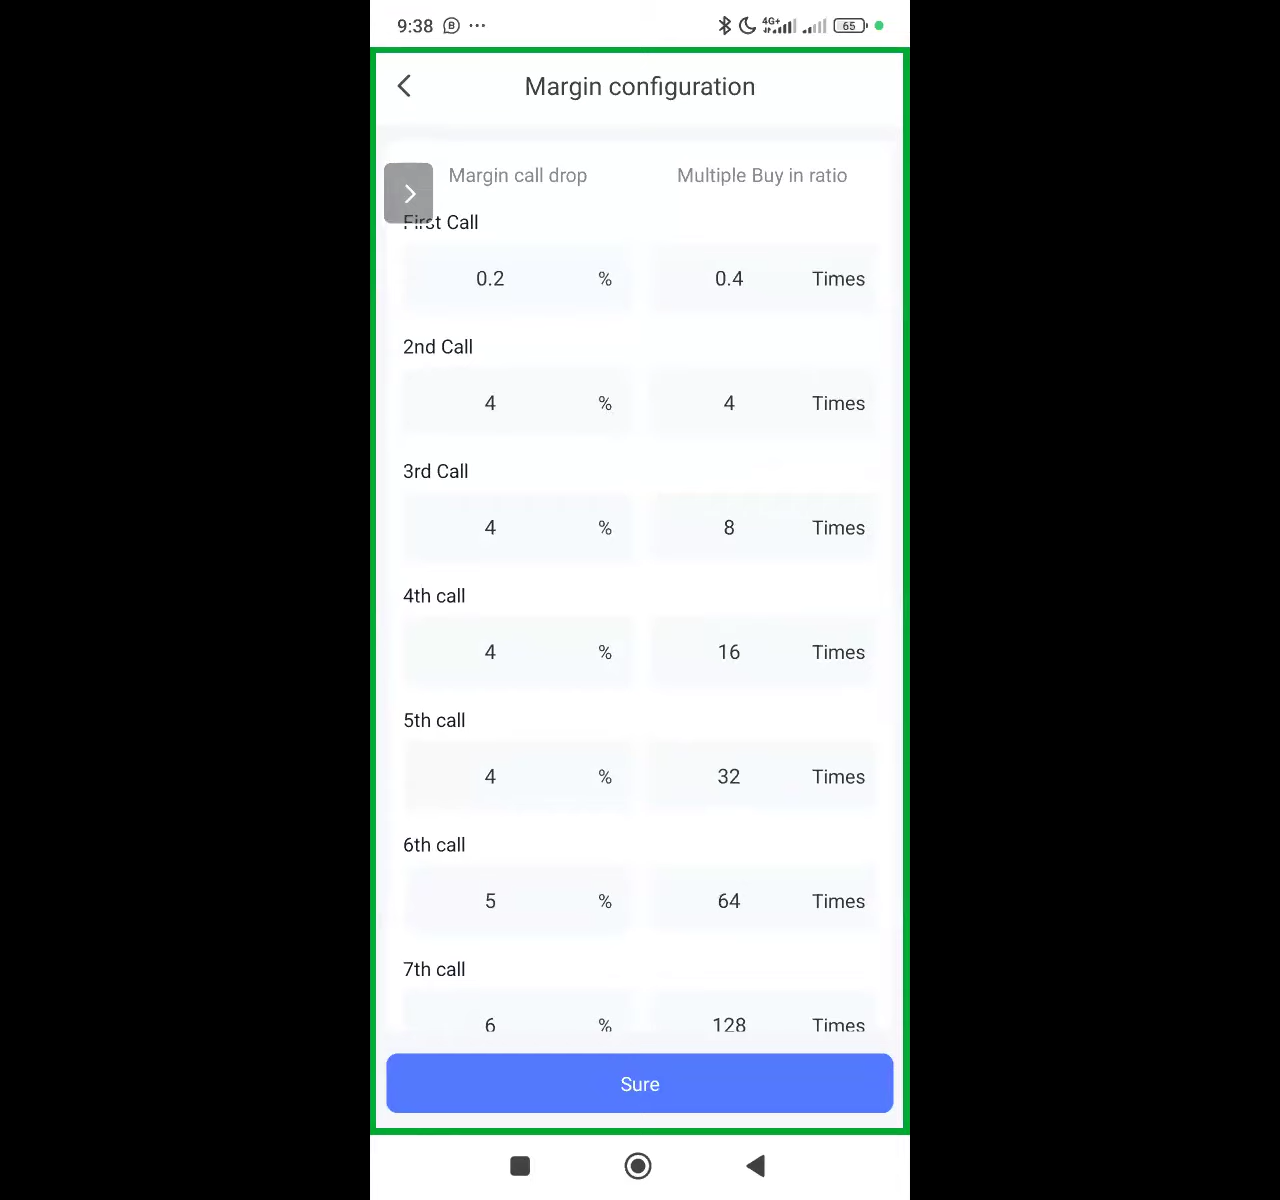 9:38 B ... 4G+ 65
Margin configuration
Margin call drop Multiple Buy in ratio
First Call
0.2 % 0.4 Times
2nd Call
4 % 4 Times
3rd Call
4 % 8 Times
4th call
4 % 16 Times
5th call
4 % 32 Times
6th call
5 % 64 Times
7th call
6 % 128 Times
Sure